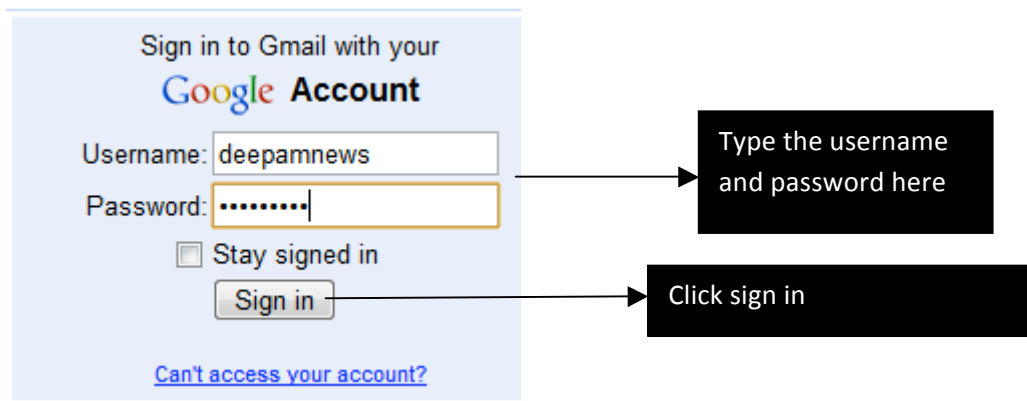 Sign in to Gmail with your
Google Account
Username: deepamnews
Password: •••••••••
Stay signed in
Sign in
Can't access your account?
Type the username
and password here
Click sign in